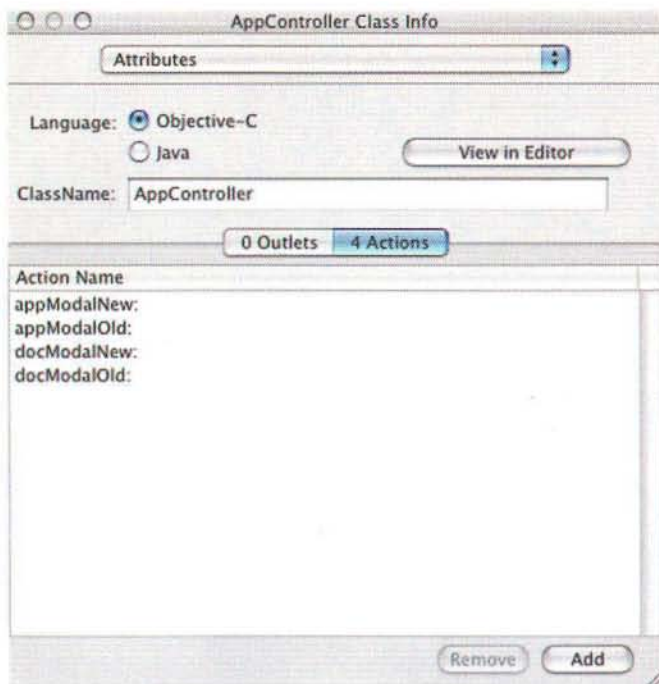 AppController Class Info
Attributes
Language: Objective-C
Java
View in Editor
ClassName: AppController
0 Outlets 4 Actions
Action Name
appModalNew:
appModalOld:
docModalNew:
docModalOld:
Remove Add